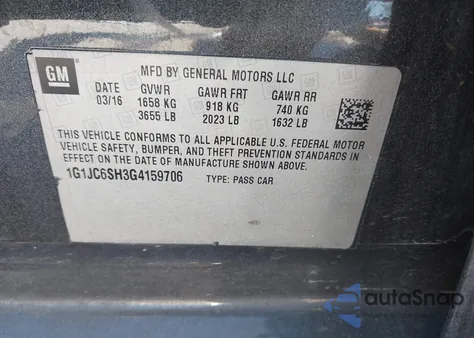 GM
MFD BY GENERAL MOTORS LLC
DATE GVWR GAWR FRT GAWR RR
03/16 1658 KG 918 KG 740 KG
3655 LB 2023 LB 1632 LB
THIS VEHICLE CONFORMS TO ALL APPLICABLE U.S. FEDERAL MOTOR
VEHICLE SAFETY, BUMPER, AND THEFT PREVENTION STANDARDS IN
EFFECT ON THE DATE OF MANUFACTURE SHOWN ABOVE.
1G1JC6SH3G4159706 TYPE: PASS CAR
autoSnap